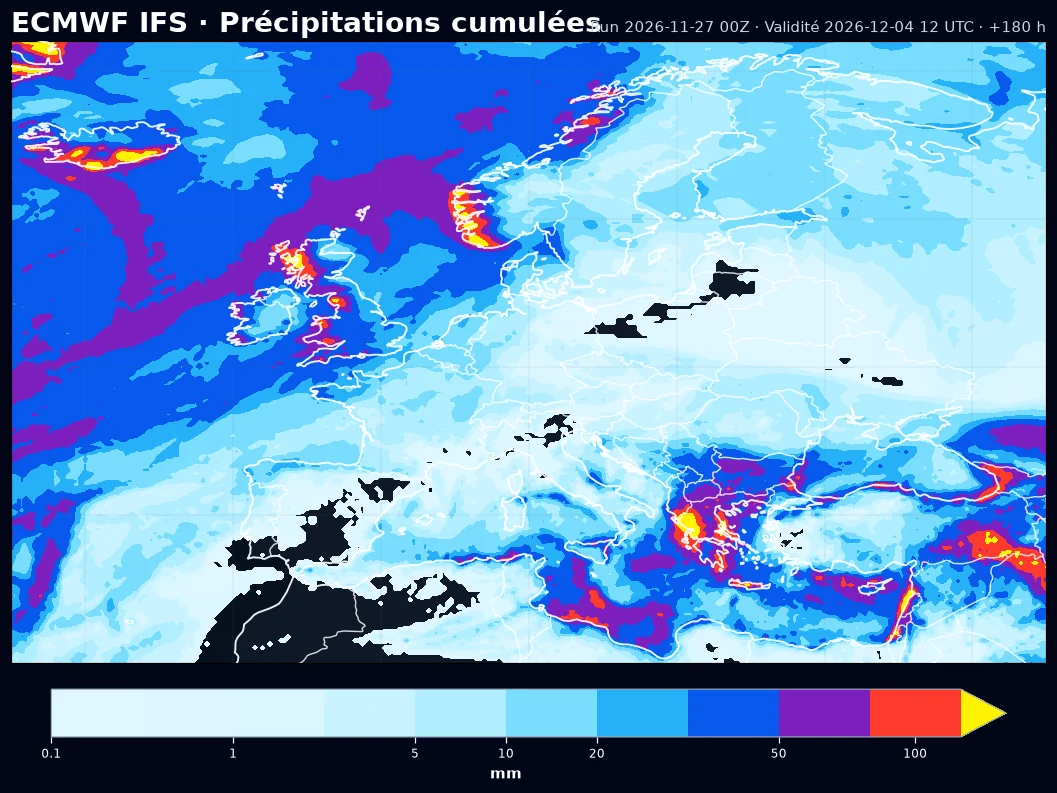 ECMWF IFS · Précipitations cumulées
Run 2026-11-27 00Z · Validité 2026-12-04 12 UTC · +180 h
0.1 1 5 10 20 50 100
mm